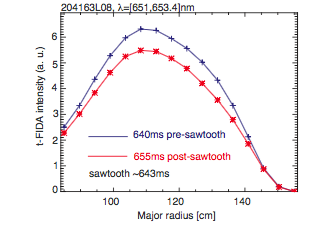 204163L08, λ=[651,653.4]nm
6
5
4
3
2
1
0
t-FIDA intensity (a. u.)
640ms pre-sawtooth
655ms post-sawtooth
sawtooth ~643ms
100 120 140
Major radius [cm]